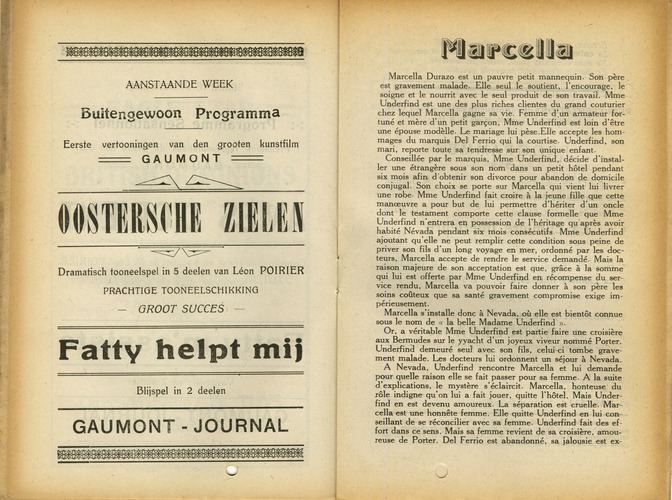 AANSTAANDE WEEK
Buitengewoon Programma
Eerste vertooningen van den grooten kunstfilm
GAUMONT
OOSTERSCHE ZIELEN
Dramatisch tooneelspel in 5 deelen van Léon POIRIER
PRACHTIGE TOONEELSCHIKKING
— GROOT SUCCES —
Fatty helpt mij
Blijspel in 2 deelen
GAUMONT - JOURNAL
Marcella
Marcella Durazo est un pauvre petit mannequin. Son père
est gravement malade. Elle seul le soutient, l'encourage, le
soigne et le nourrit avec le seul produit de son travail. Mme
Underfind est une des plus riches clientes du grand couturier
chez lequel Marcella gagne sa vie. Femme d'un armateur for-
tuné et mère d'un petit garçon, Mme Underfind est loin d'être
une épouse modèlle. Le mariage lui pèse.Elle accepte les hom-
mages du marquis Del Ferrio qui la courtise. Underfind, son
mari, reporte toute sa tendresse sur son unique enfant.
Conseillée par le marquis, Mme Underfind, décide d'instal-
ler une étrangère sous son nom dans un petit hôtel pendant
six mois afin d'obtenir son divorce pour abandon de domicile
conjugal. Son choix se porte sur Marcella qui vient lui livrer
une robe. Mme Underfind fait croire à la jeune fille que cette
manœuvre a pour but de lui permettre d'hériter d'un oncle
dont le testament comporte cette clause formelle que Mme
Underfind n'entrera en possession de l'héritage qu'après avoir
habité Névada pendant six mois consécutifs. Mme Underfind
ajoutant qu'elle ne peut remplir cette condition sous peine de
priver son fils d'un long voyage en mer, ordonné par les doc-
teurs, Marcella accepte de rendre le service demandé. Mais la
raison majeure de son acceptation est que, grâce à la somme
qui lui est offerte par Mme Underfind en récompense du ser-
vice rendu, Marcella va pouvoir faire donner à son père les
soins coûteux que sa santé gravement compromise exige im-
périeusement.
Marcella s'installe donc à Nevada, où elle est bientôt connue
sous le nom de « la belle Madame Underfind ».
Or, a véritable Mme Underfind est partie faire une croisière
aux Bermudes sur le yyacht d'un joyeux viveur nommé Porter.
Underfind demeuré seul avec son fils, celui-ci tombe grave-
ment malade. Les docteurs lui ordonnent un séjour à Nevada.
A Nevada, Underfind rencontre Marcella et lui demande
pour quelle raison elle se fait passer pour sa femme. A la suite
d'explications, le mystère s'éclaircit. Marcella, honteuse du
rôle indigne qu'on lui a fait jouer, quitte l'hôtel. Mais Under-
find en est devenu amoureux. La séparation est cruelle. Mar-
cella est une honnête femme. Elle quitte Underfind en lui con-
seillant de se réconcilier avec sa femme. Underfind fait des ef-
fort dans ce sens. Mais sa femme revient de sa croisière, amou-
reuse de Porter. Del Ferrio est abandonné, sa jalousie est ex-